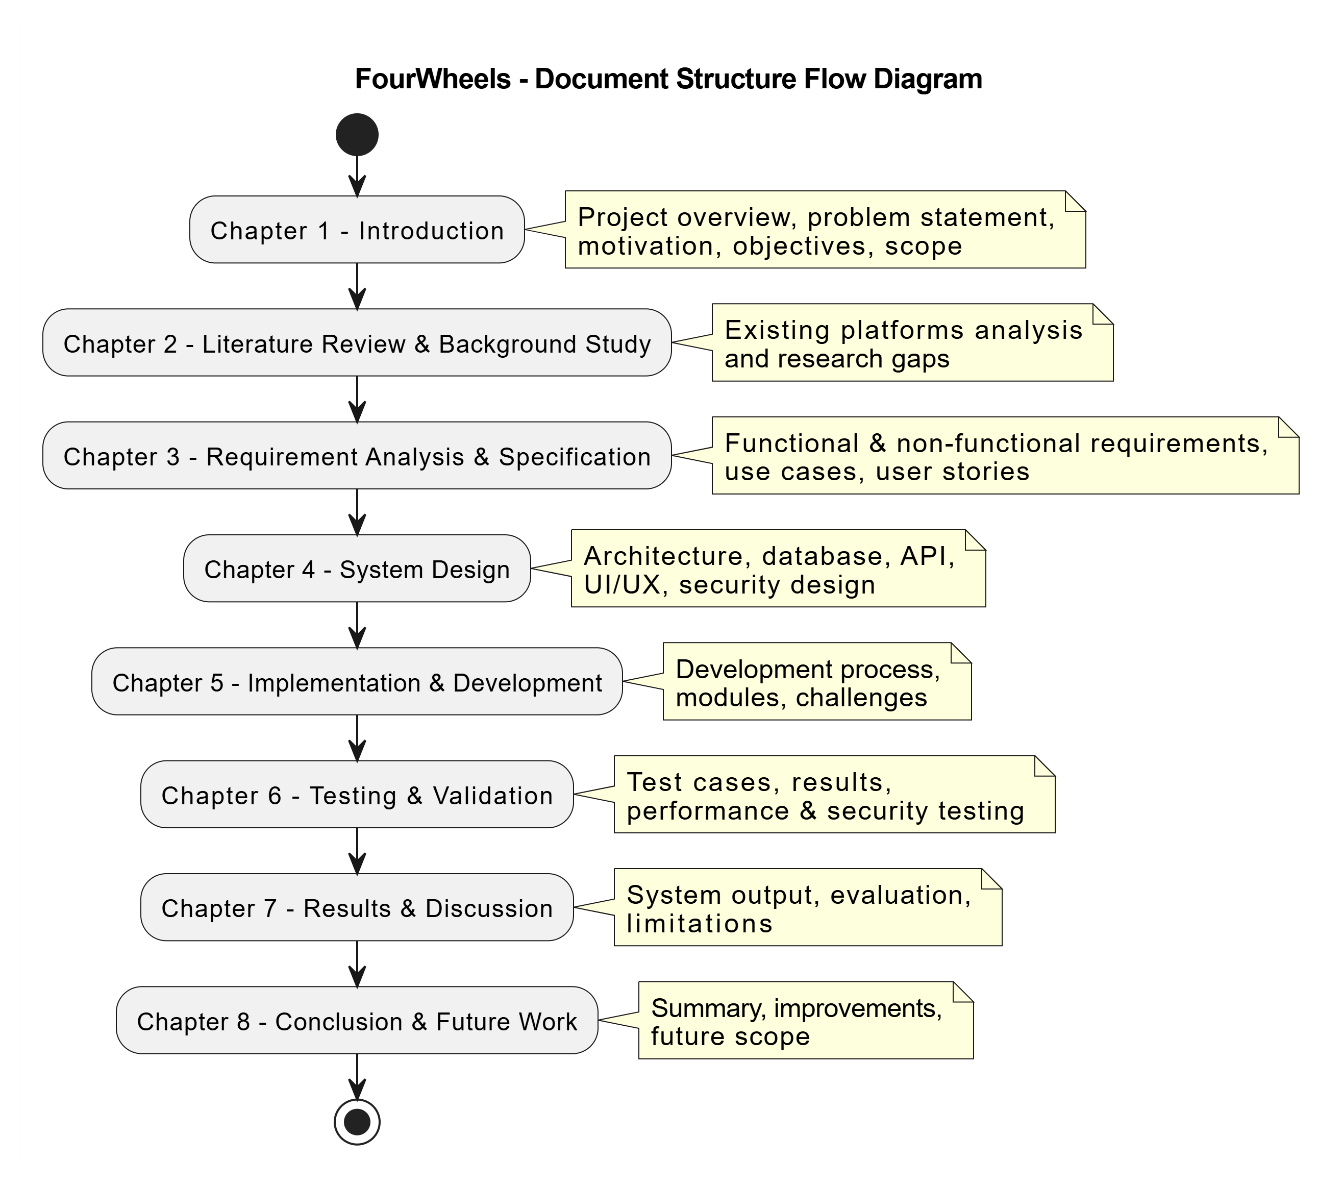 FourWheels - Document Structure Flow Diagram
Chapter 1 - Introduction
Project overview, problem statement,
motivation, objectives, scope
Chapter 2 - Literature Review & Background Study
Existing platforms analysis
and research gaps
Chapter 3 - Requirement Analysis & Specification
Functional & non-functional requirements,
use cases, user stories
Chapter 4 - System Design
Architecture, database, API,
UI/UX, security design
Chapter 5 - Implementation & Development
Development process,
modules, challenges
Chapter 6 - Testing & Validation
Test cases, results,
performance & security testing
Chapter 7 - Results & Discussion
System output, evaluation,
limitations
Chapter 8 - Conclusion & Future Work
Summary, improvements,
future scope